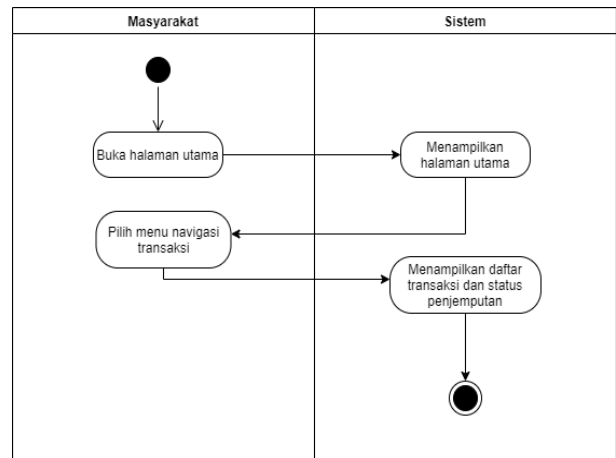 Masyarakat
Sistem
Buka halaman utama
Menampilkan
halaman utama
Pilih menu navigasi
transaksi
Menampilkan daftar
transaksi dan status
penjemputan